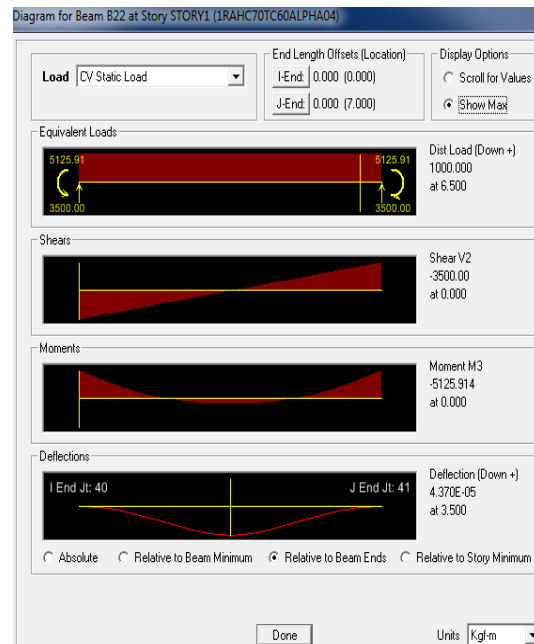 Diagram for Beam B22 at Story STORY1 (1RAHC70TC60ALPHA04)
Load CV Static Load
End Length Offsets (Location)
I-End: 0.000 (0.000)
J-End: 0.000 (7.000)
Display Options
Scroll for Values
Show Max
Equivalent Loads
5125.91 5125.91
3500.00 3500.00
Dist Load (Down +)
1000.000
at 6.500
Shears
Shear V2
-3500.00
at 0.000
Moments
Moment M3
-5125.914
at 0.000
Deflections
I End Jt: 40 J End Jt: 41
Deflection (Down +)
4.370E-05
at 3.500
Absolute Relative to Beam Minimum Relative to Beam Ends Relative to Story Minimum
Done
Units Kgf-m